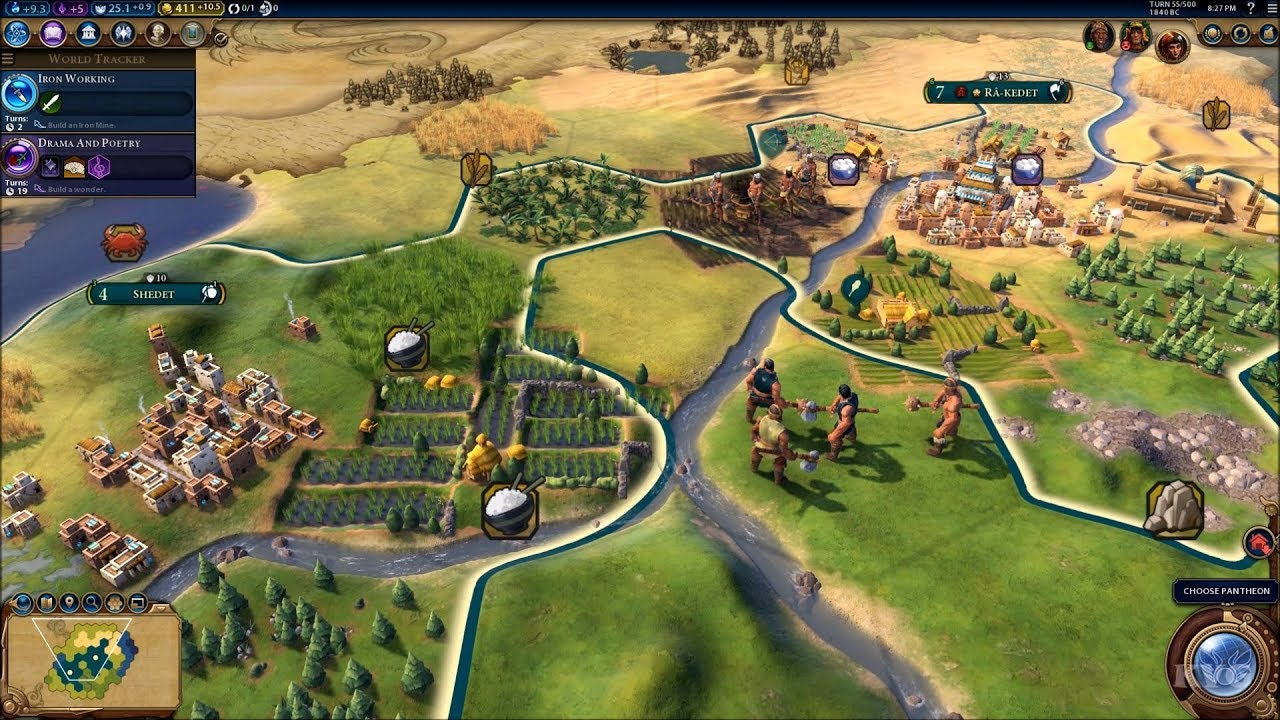 +9.3 +5 25.1 +0.9 411 +10.5 0/1 0
TURN 55/500
1840 BC
8:27 PM ?
WORLD TRACKER
IRON WORKING
Turns:
2
Build an Iron Mine.
DRAMA AND POETRY
Turns:
19
Build a wonder.
13
7 RÂ-KEDET
10
4 SHEDET
CHOOSE PANTHEON